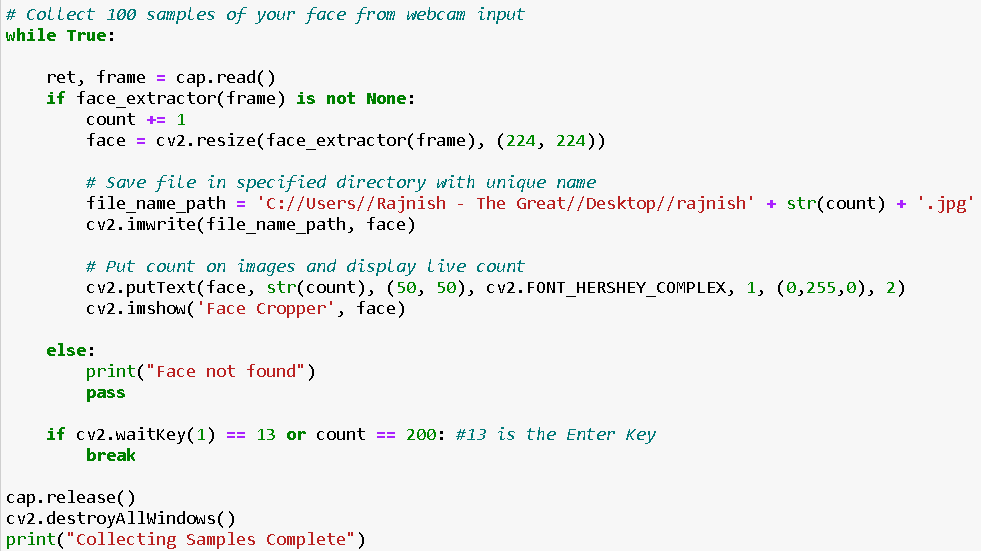 # Collect 100 samples of your face from webcam input
while True:

    ret, frame = cap.read()
    if face_extractor(frame) is not None:
        count += 1
        face = cv2.resize(face_extractor(frame), (224, 224))

        # Save file in specified directory with unique name
        file_name_path = 'C://Users//Rajnish - The Great//Desktop//rajnish' + str(count) + '.jpg'
        cv2.imwrite(file_name_path, face)

        # Put count on images and display live count
        cv2.putText(face, str(count), (50, 50), cv2.FONT_HERSHEY_COMPLEX, 1, (0,255,0), 2)
        cv2.imshow('Face Cropper', face)

    else:
        print("Face not found")
        pass

    if cv2.waitKey(1) == 13 or count == 200: #13 is the Enter Key
        break

cap.release()
cv2.destroyAllWindows()
print("Collecting Samples Complete")